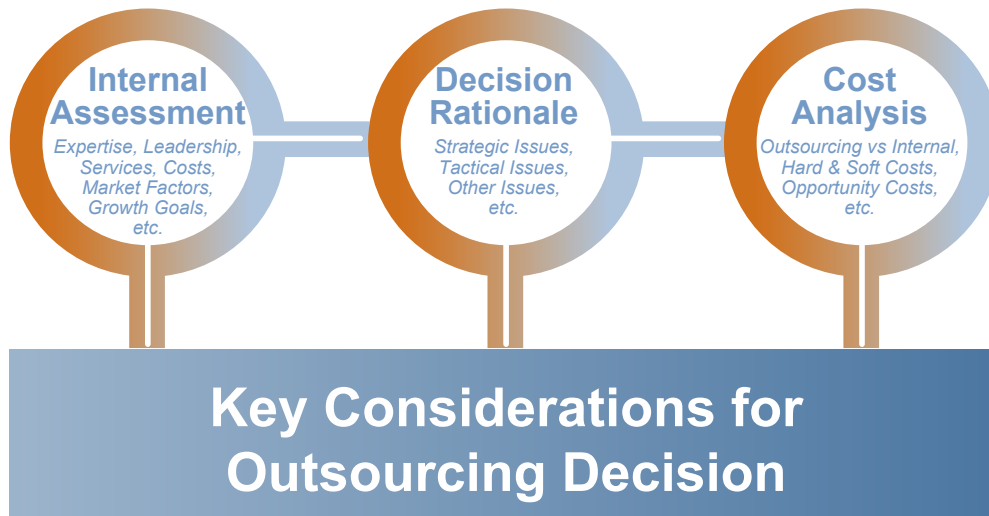 Internal
Assessment
Expertise, Leadership,
Services, Costs,
Market Factors,
Growth Goals,
etc.
Decision
Rationale
Strategic Issues,
Tactical Issues,
Other Issues,
etc.
Cost
Analysis
Outsourcing vs Internal,
Hard & Soft Costs,
Opportunity Costs,
etc.
Key Considerations for
Outsourcing Decision